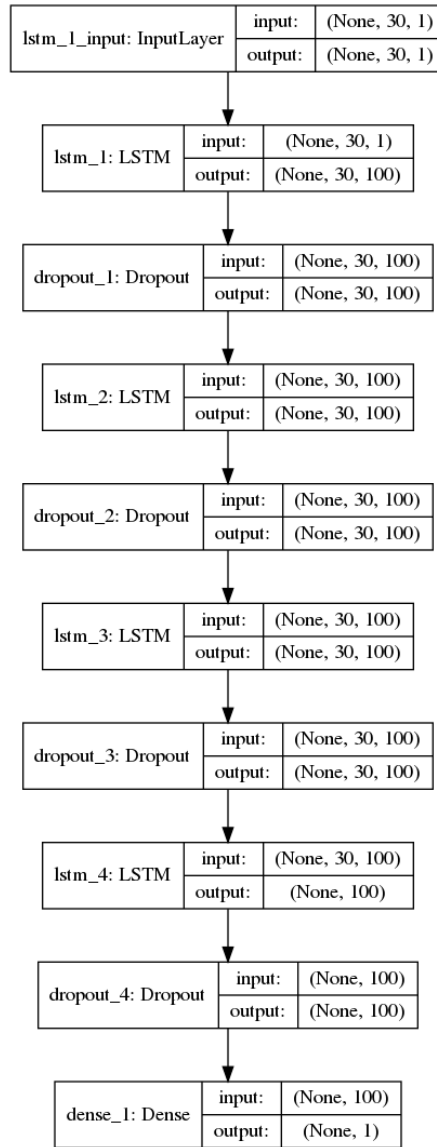 lstm_1_input: InputLayer
input: (None, 30, 1)
output: (None, 30, 1)
lstm_1: LSTM
input: (None, 30, 1)
output: (None, 30, 100)
dropout_1: Dropout
input: (None, 30, 100)
output: (None, 30, 100)
lstm_2: LSTM
input: (None, 30, 100)
output: (None, 30, 100)
dropout_2: Dropout
input: (None, 30, 100)
output: (None, 30, 100)
lstm_3: LSTM
input: (None, 30, 100)
output: (None, 30, 100)
dropout_3: Dropout
input: (None, 30, 100)
output: (None, 30, 100)
lstm_4: LSTM
input: (None, 30, 100)
output: (None, 100)
dropout_4: Dropout
input: (None, 100)
output: (None, 100)
dense_1: Dense
input: (None, 100)
output: (None, 1)